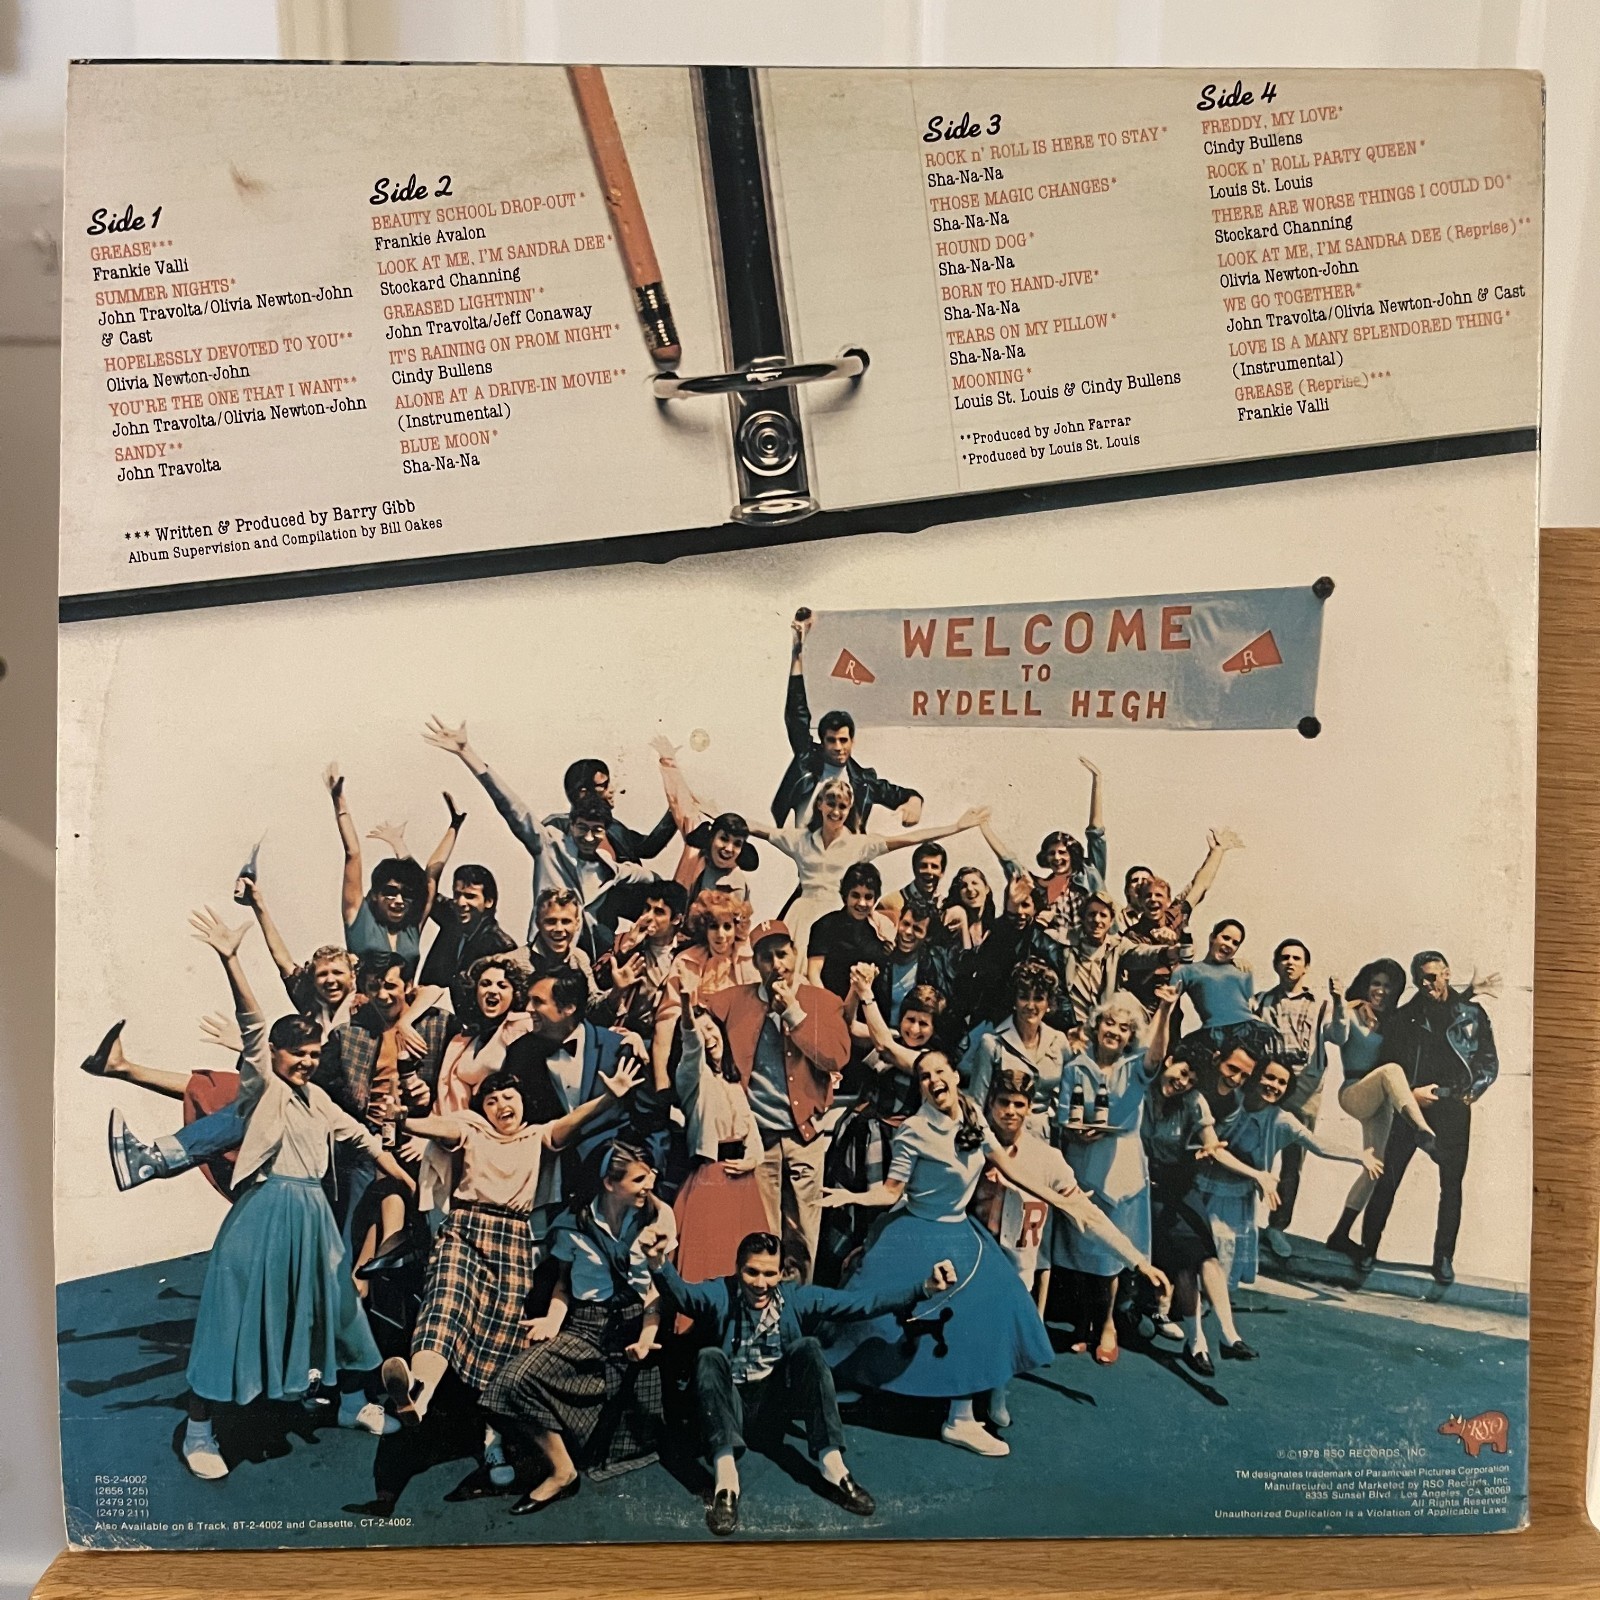 Side 1
GREASE***
Frankie Valli
SUMMER NIGHTS*
John Travolta/Olivia Newton-John
& Cast
HOPELESSLY DEVOTED TO YOU**
Olivia Newton-John
YOU'RE THE ONE THAT I WANT**
John Travolta/Olivia Newton-John
SANDY**
John Travolta
*** Written & Produced by Barry Gibb
Album Supervision and Compilation by Bill Oakes
Side 2
BEAUTY SCHOOL DROP-OUT*
Frankie Avalon
LOOK AT ME, I'M SANDRA DEE*
Stockard Channing
GREASED LIGHTNIN'*
John Travolta/Jeff Conaway
IT'S RAINING ON PROM NIGHT*
Cindy Bullens
ALONE AT A DRIVE-IN MOVIE**
(Instrumental)
BLUE MOON*
Sha-Na-Na
Side 3
ROCK n' ROLL IS HERE TO STAY*
Sha-Na-Na
THOSE MAGIC CHANGES*
Sha-Na-Na
HOUND DOG*
Sha-Na-Na
BORN TO HAND-JIVE*
Sha-Na-Na
TEARS ON MY PILLOW*
Sha-Na-Na
MOONING*
Louis St. Louis & Cindy Bullens
**Produced by John Farrar
*Produced by Louis St. Louis
Side 4
FREDDY, MY LOVE*
Cindy Bullens
ROCK n' ROLL PARTY QUEEN*
Louis St. Louis
THERE ARE WORSE THINGS I COULD DO*
Stockard Channing
LOOK AT ME, I'M SANDRA DEE (Reprise)**
Olivia Newton-John
WE GO TOGETHER*
John Travolta/Olivia Newton-John & Cast
LOVE IS A MANY SPLENDORED THING*
(Instrumental)
GREASE (Reprise)***
Frankie Valli
R WELCOME R
TO
RYDELL HIGH
R
R
RS-2-4002
(2658 125)
(2479 210)
(2479 211)
Also Available on 8 Track, 8T-2-4002 and Cassette, CT-2-4002.
RSO
℗©1978 RSO RECORDS, INC.
TM designates trademark of Paramount Pictures Corporation
Manufactured and Marketed by RSO Records, Inc.
8335 Sunset Blvd., Los Angeles, CA 90069
All Rights Reserved.
Unauthorized Duplication is a Violation of Applicable Laws.